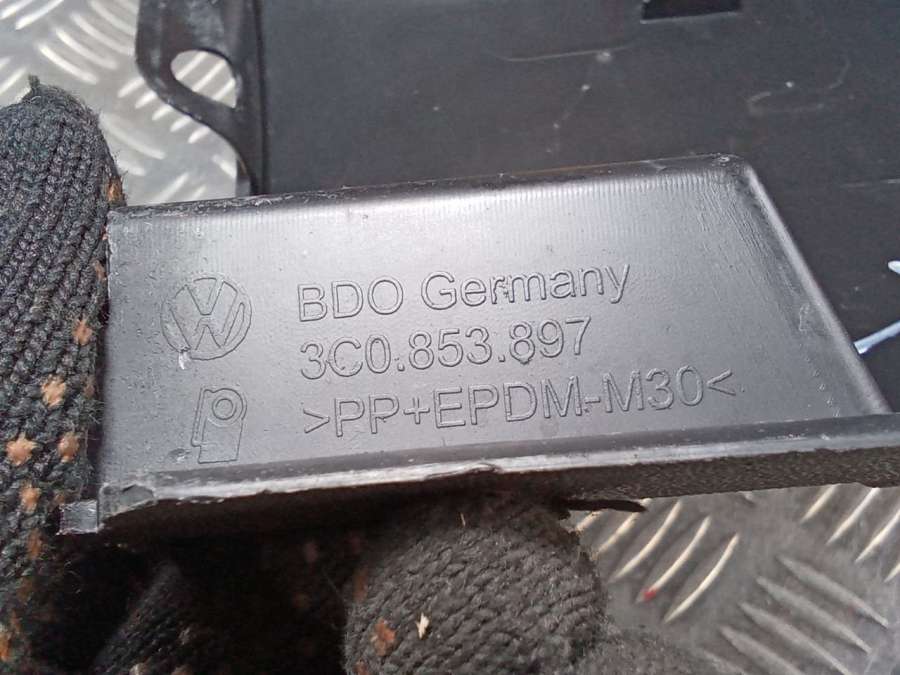 BDO Germany
3C0.853.897
>PP+EPDM-M30<